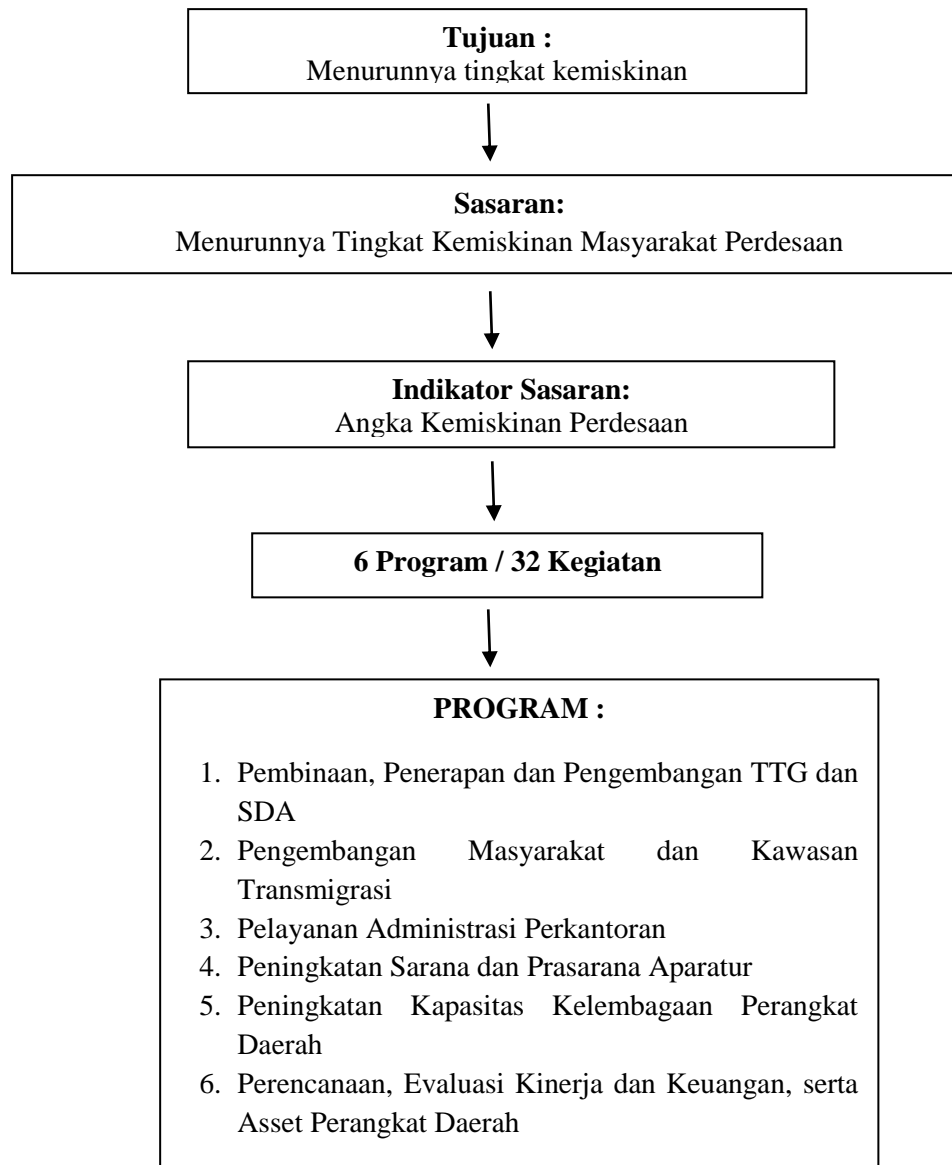 Tujuan :
Menurunnya tingkat kemiskinan
Sasaran:
Menurunnya Tingkat Kemiskinan Masyarakat Perdesaan
Indikator Sasaran:
Angka Kemiskinan Perdesaan
6 Program / 32 Kegiatan
PROGRAM :
1. Pembinaan, Penerapan dan Pengembangan TTG dan
SDA
2. Pengembangan Masyarakat dan Kawasan
Transmigrasi
3. Pelayanan Administrasi Perkantoran
4. Peningkatan Sarana dan Prasarana Aparatur
5. Peningkatan Kapasitas Kelembagaan Perangkat
Daerah
6. Perencanaan, Evaluasi Kinerja dan Keuangan, serta
Asset Perangkat Daerah